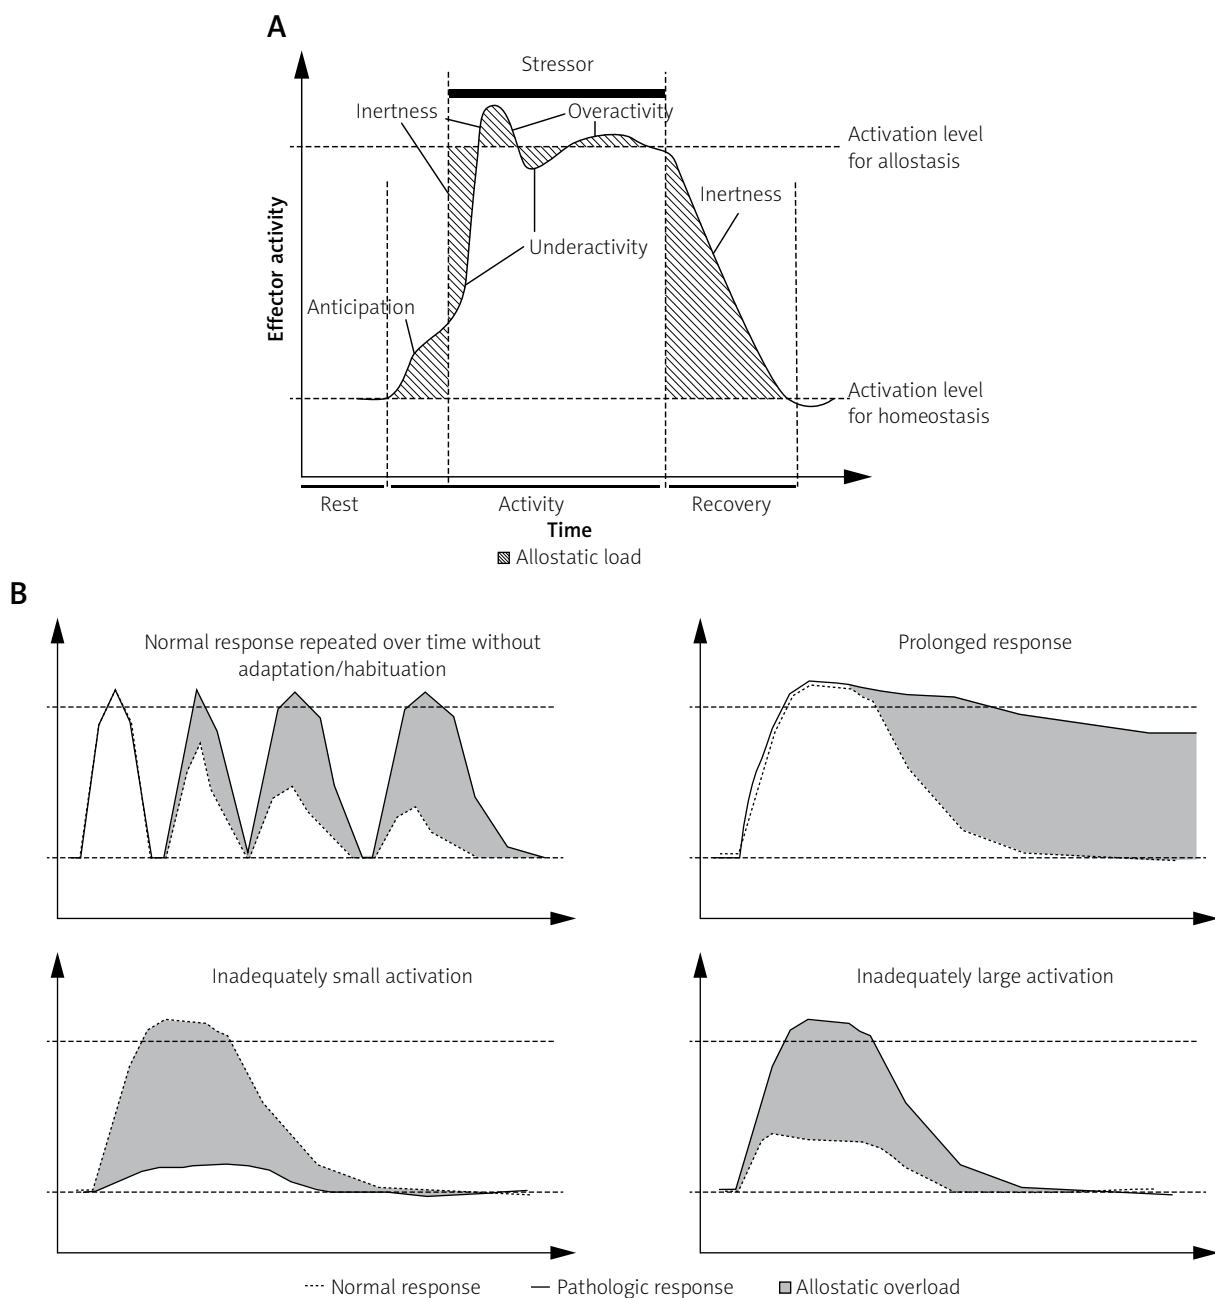 A
Stressor
Inertness
Overactivity
Activation level
for allostasis
Inertness
Underactivity
Anticipation
Effector activity
Activation level
for homeostasis
Rest
Activity
Recovery
Time
Allostatic load
B
Normal response repeated over time without
adaptation/habituation
Prolonged response
Inadequately small activation
Inadequately large activation
Normal response
Pathologic response
Allostatic overload